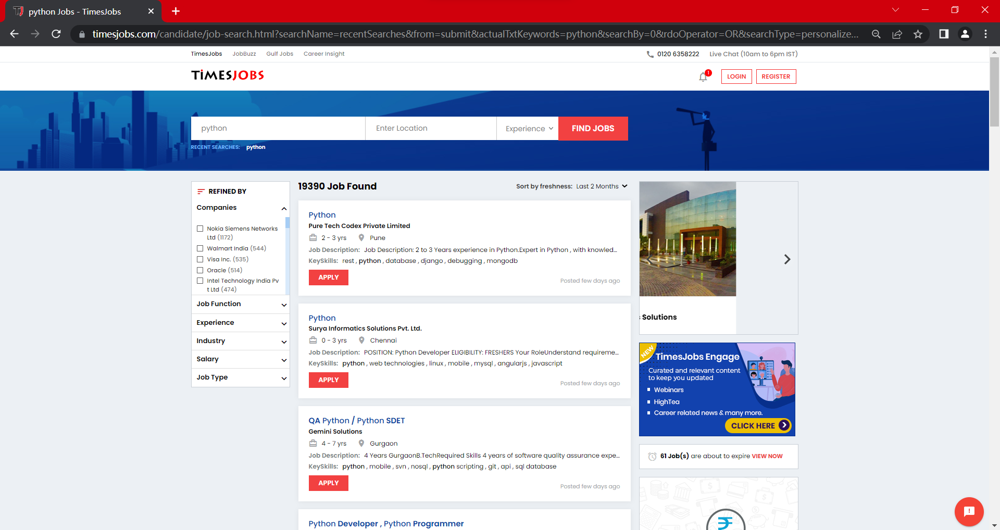 python Jobs - TimesJobs
timesjobs.com/candidate/job-search.html?searchName=recentSearches&from=submit&actualTxtKeywords=python&searchBy=0&rdoOperator=OR&searchType=personalize...
TimesJobs JobBuzz Gulf Jobs Career Insight
0120 6358222 Live Chat (10am to 6pm IST)
TiMESJOBS
1
LOGIN REGISTER
python Enter Location Experience FIND JOBS
RECENT SEARCHES: python
REFINED BY
Companies
Nokia Siemens Networks
Ltd (1172)
Walmart India (544)
Visa Inc. (535)
Oracle (514)
Intel Technology India Pv
t Ltd (474)
Job Function
Experience
Industry
Salary
Job Type
19390 Job Found
Sort by freshness: Last 2 Months
Python
Pure Tech Codex Private Limited
2 - 3 yrs Pune
Job Description: Job Description: 2 to 3 Years experience in Python.Expert in Python , with knowled...
KeySkills: rest , python , database , django , debugging , mongodb
APPLY
Posted few days ago
Python
Surya Informatics Solutions Pvt. Ltd.
0 - 3 yrs Chennai
Job Description: POSITION: Python Developer ELIGIBILITY: FRESHERS Your RoleUnderstand requireme...
KeySkills: python , web technologies , linux , mobile , mysql , angularjs , javascript
APPLY
Posted few days ago
QA Python / Python SDET
Gemini Solutions
4 - 7 yrs Gurgaon
Job Description: 4 Years GurgaonB.TechRequired Skills 4 years of software quality assurance expe...
KeySkills: python , mobile , svn , nosql , python scripting , git , api , sql database
APPLY
Posted few days ago
Python Developer , Python Programmer
s Solutions
NEW
TimesJobs Engage
Curated and relevant content
to keep you updated
Webinars
HighTea
Career related news & many more.
CLICK HERE
61 Job(s) are about to expire VIEW NOW